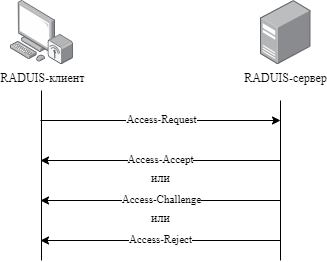 RADUIS-клиент
RADUIS-сервер
Access-Request
Access-Accept
или
Access-Challenge
или
Access-Reject